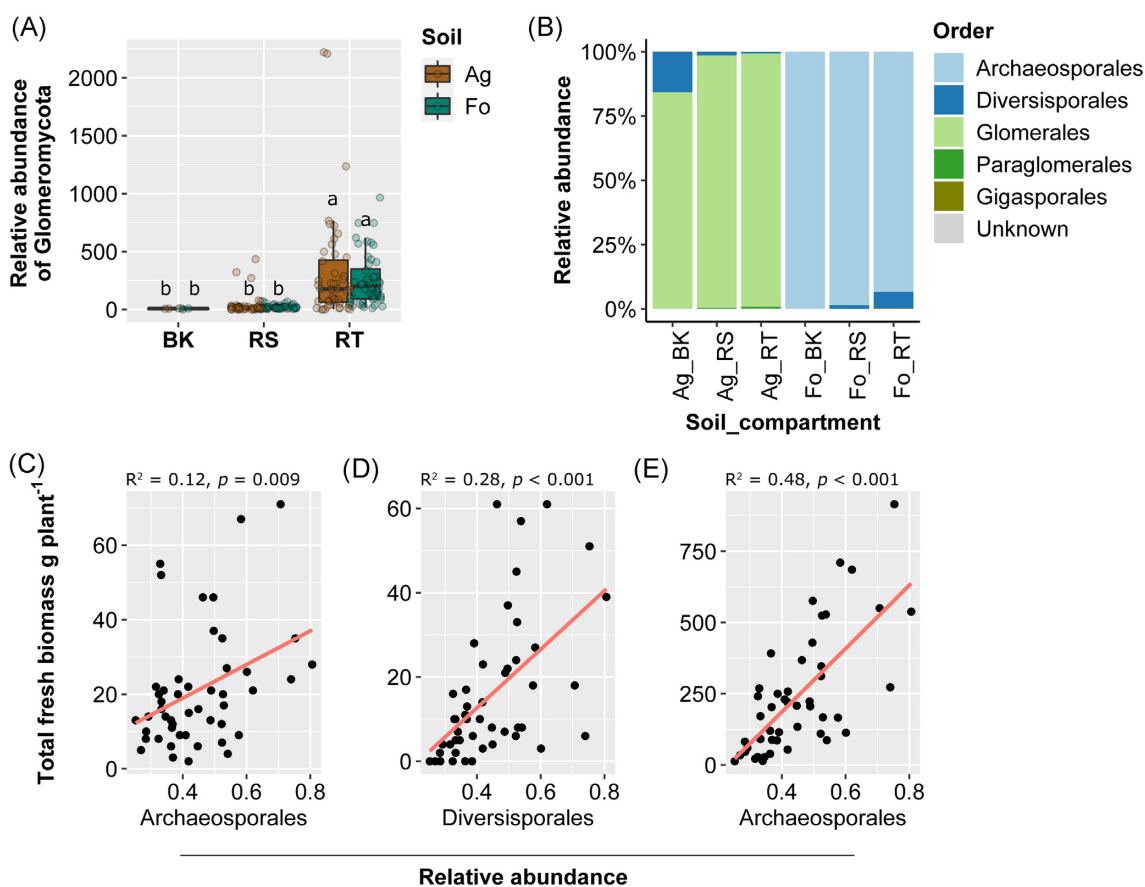 (A)
Relative abundance
of Glomeromycota
2000
1500
1000
500
0
b
b
b
b
a
a
BK
RS
RT
Soil
Ag
Fo
(B)
Relative abundance
100%
75%
50%
25%
0%
Ag_BK
Ag_RS
Ag_RT
Fo_BK
Fo_RS
Fo_RT
Soil_compartment
Order
Archaeosporales
Diversisporales
Glomerales
Paraglomerales
Gigasporales
Unknown
(C)
R² = 0.12, p = 0.009
Total fresh biomass g plant⁻¹
60
40
20
0
0.4
0.6
0.8
Archaeosporales
(D)
R² = 0.28, p < 0.001
60
40
20
0
0.4
0.6
0.8
Diversisporales
(E)
R² = 0.48, p < 0.001
750
500
250
0
0.4
0.6
0.8
Archaeosporales
Relative abundance